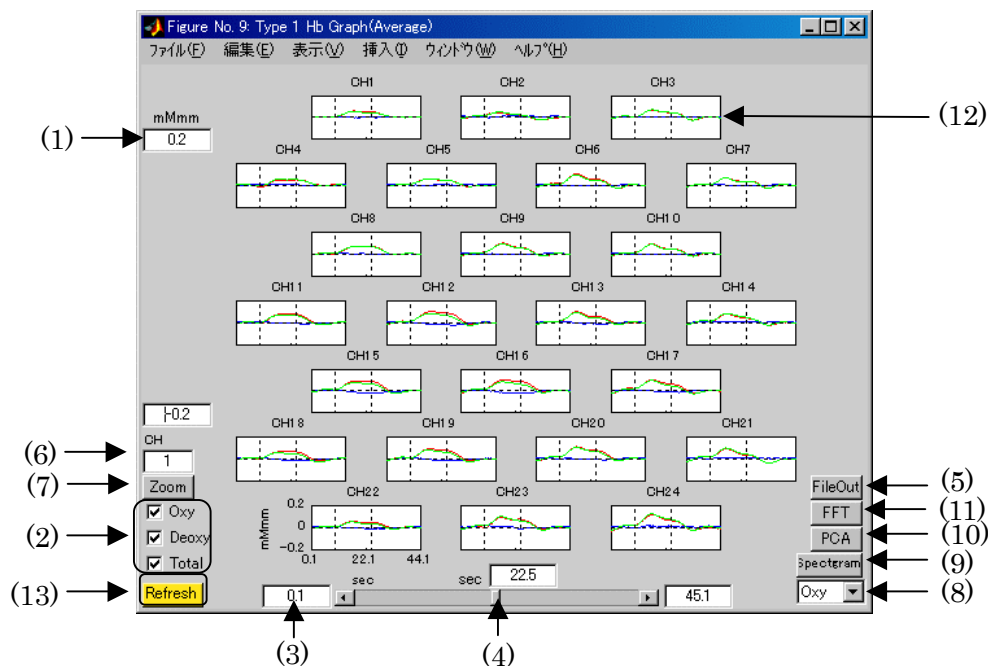 Figure No. 9: Type 1 Hb Graph(Average)
ファイル(F) 編集(E) 表示(V) 挿入(I) ウィンドウ(W) ヘルプ(H)
CH1 CH2 CH3
(12)
mMmm
(1)
0.2
CH4 CH5 CH6 CH7
CH8 CH9 CH10
CH11 CH12 CH13 CH14
CH15 CH16 CH17
-0.2
CH18 CH19 CH20 CH21
CH
(6)
1
(7)
Zoom
CH22 CH23 CH24
FileOut
(5)
(2)
Oxy
Deoxy
Total
0.2
0
-0.2
mMmm
0.1 22.1 44.1
sec
FFT
(11)
PCA
(10)
Spectgram
(9)
(13)
Refresh
sec
22.5
0.1
45.1
Oxy
(8)
(3)
(4)